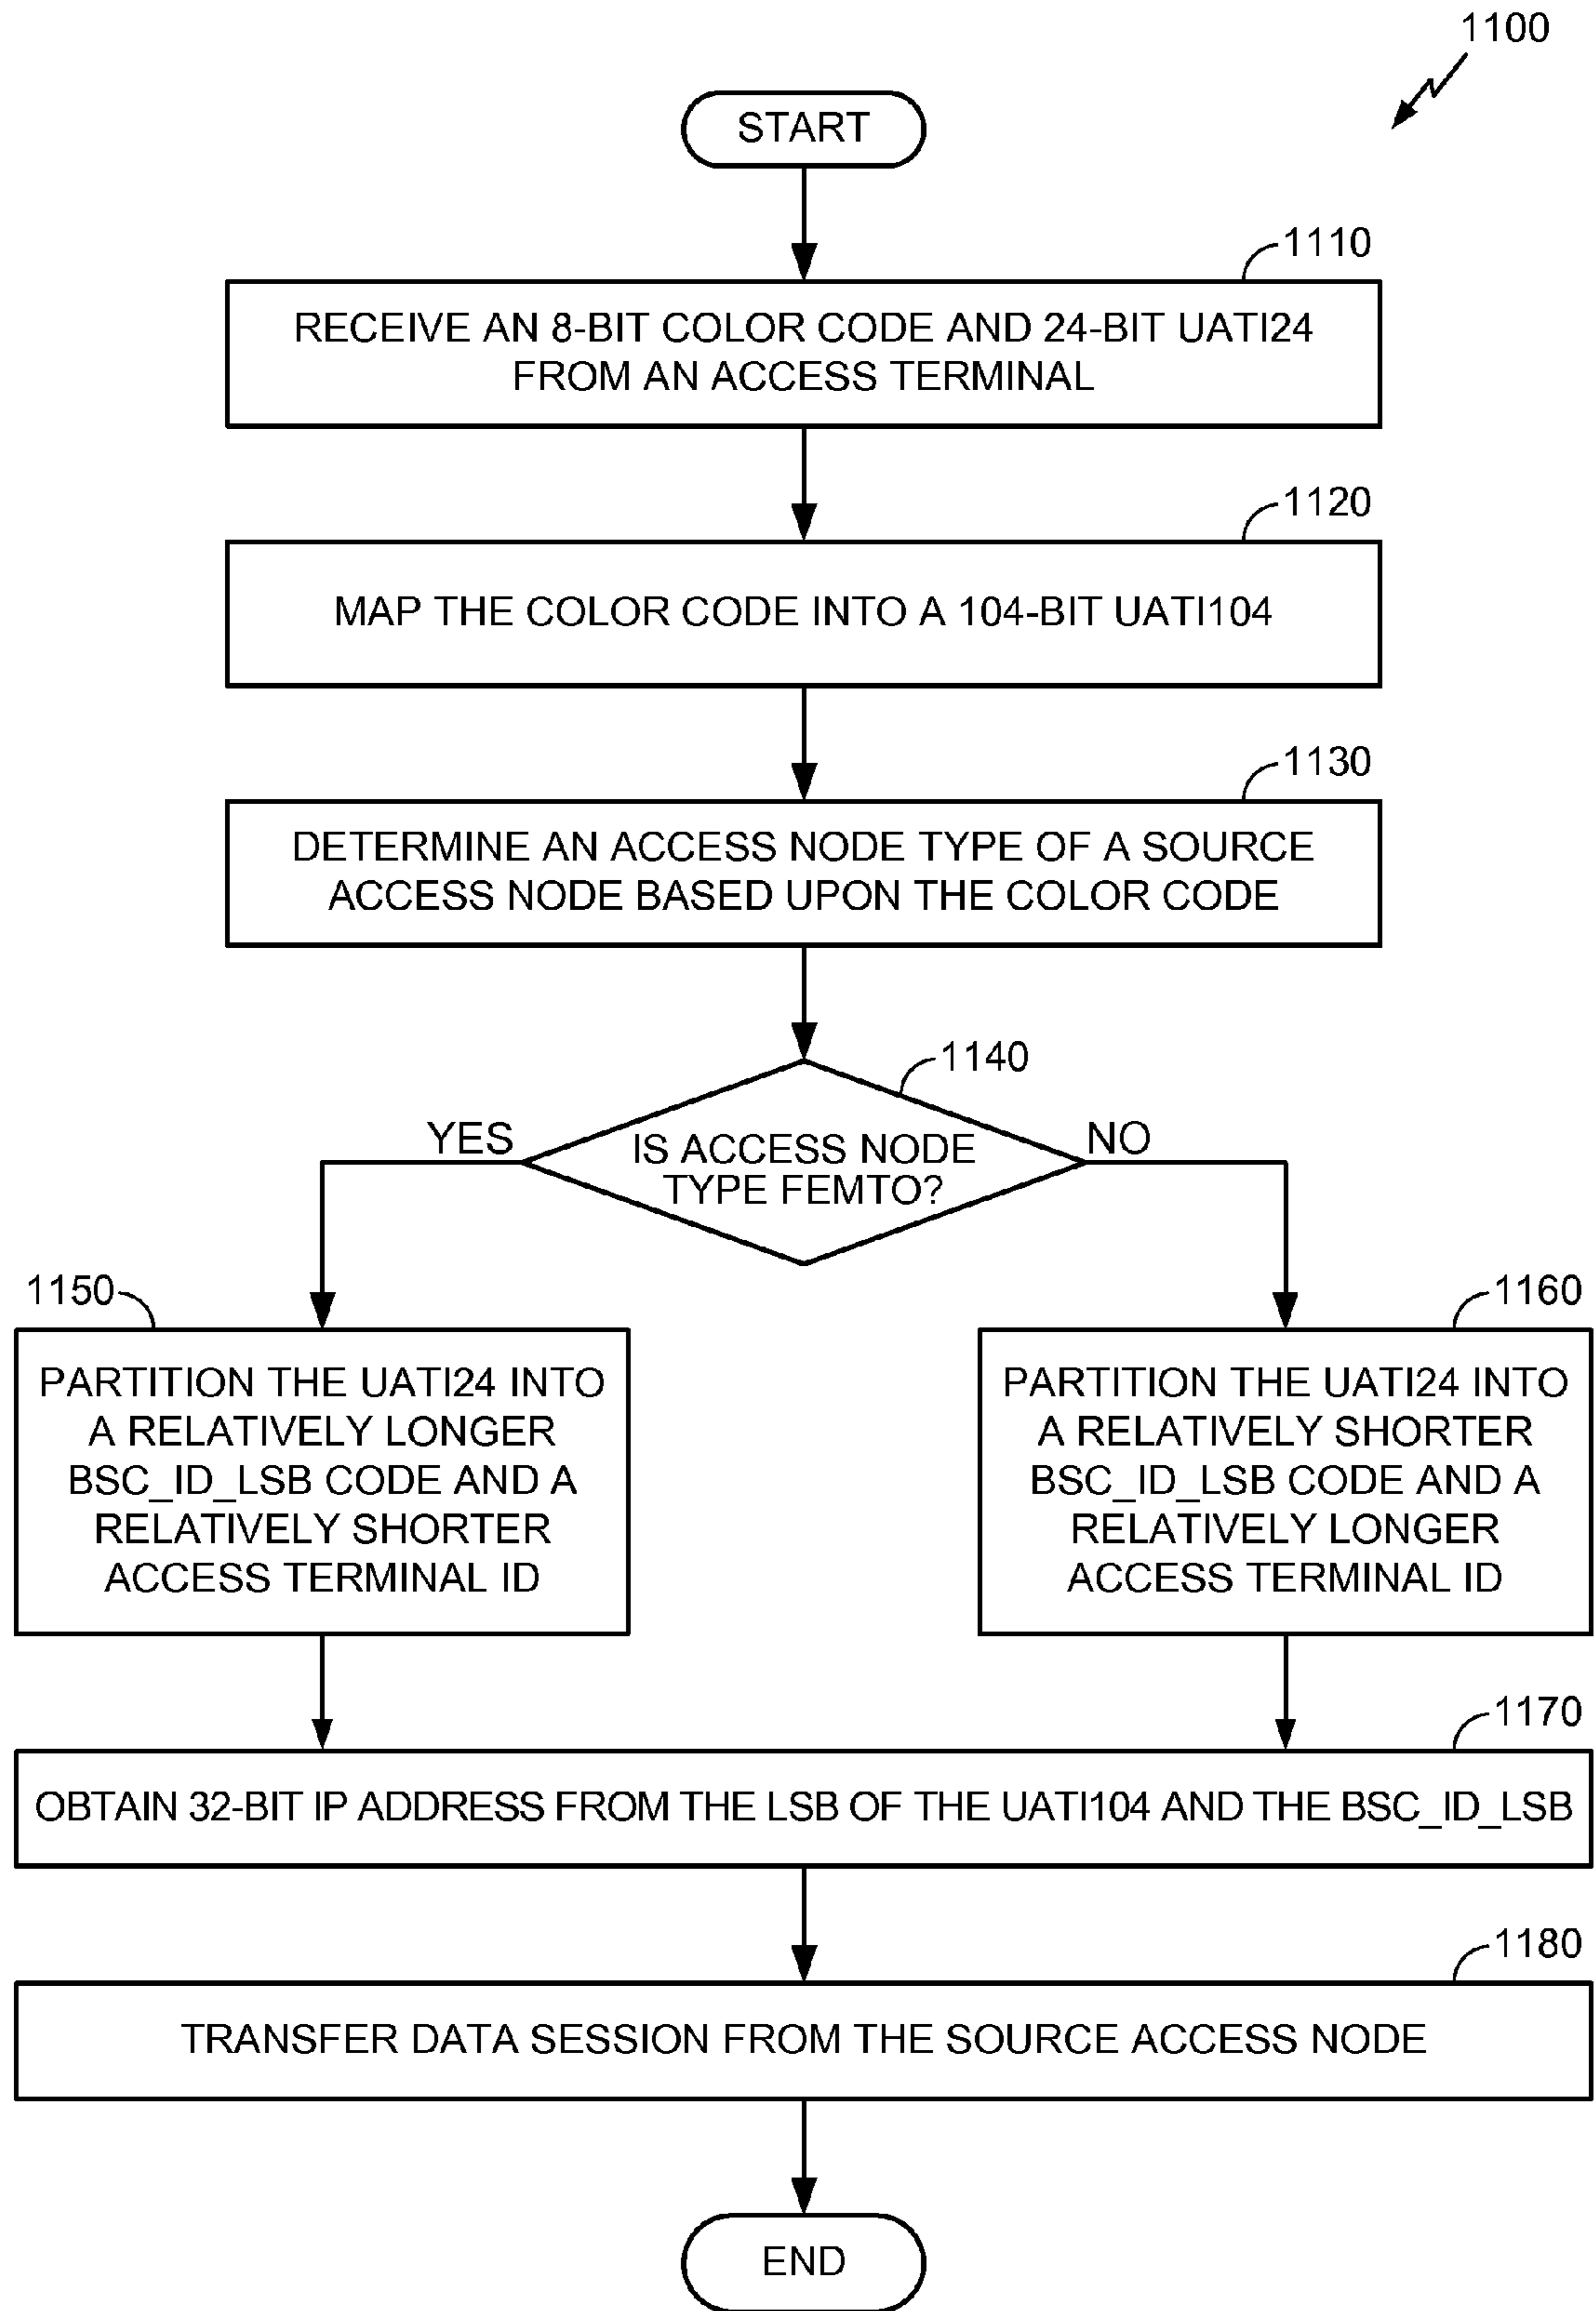 1100
START
1110
RECEIVE AN 8-BIT COLOR CODE AND 24-BIT UATI24
FROM AN ACCESS TERMINAL
1120
MAP THE COLOR CODE INTO A 104-BIT UATI104
1130
DETERMINE AN ACCESS NODE TYPE OF A SOURCE
ACCESS NODE BASED UPON THE COLOR CODE
1140
YES
IS ACCESS NODE
TYPE FEMTO?
NO
1150
PARTITION THE UATI24 INTO
A RELATIVELY LONGER
BSC_ID_LSB CODE AND A
RELATIVELY SHORTER
ACCESS TERMINAL ID
1160
PARTITION THE UATI24 INTO
A RELATIVELY SHORTER
BSC_ID_LSB CODE AND A
RELATIVELY LONGER
ACCESS TERMINAL ID
1170
OBTAIN 32-BIT IP ADDRESS FROM THE LSB OF THE UATI104 AND THE BSC_ID_LSB
1180
TRANSFER DATA SESSION FROM THE SOURCE ACCESS NODE
END